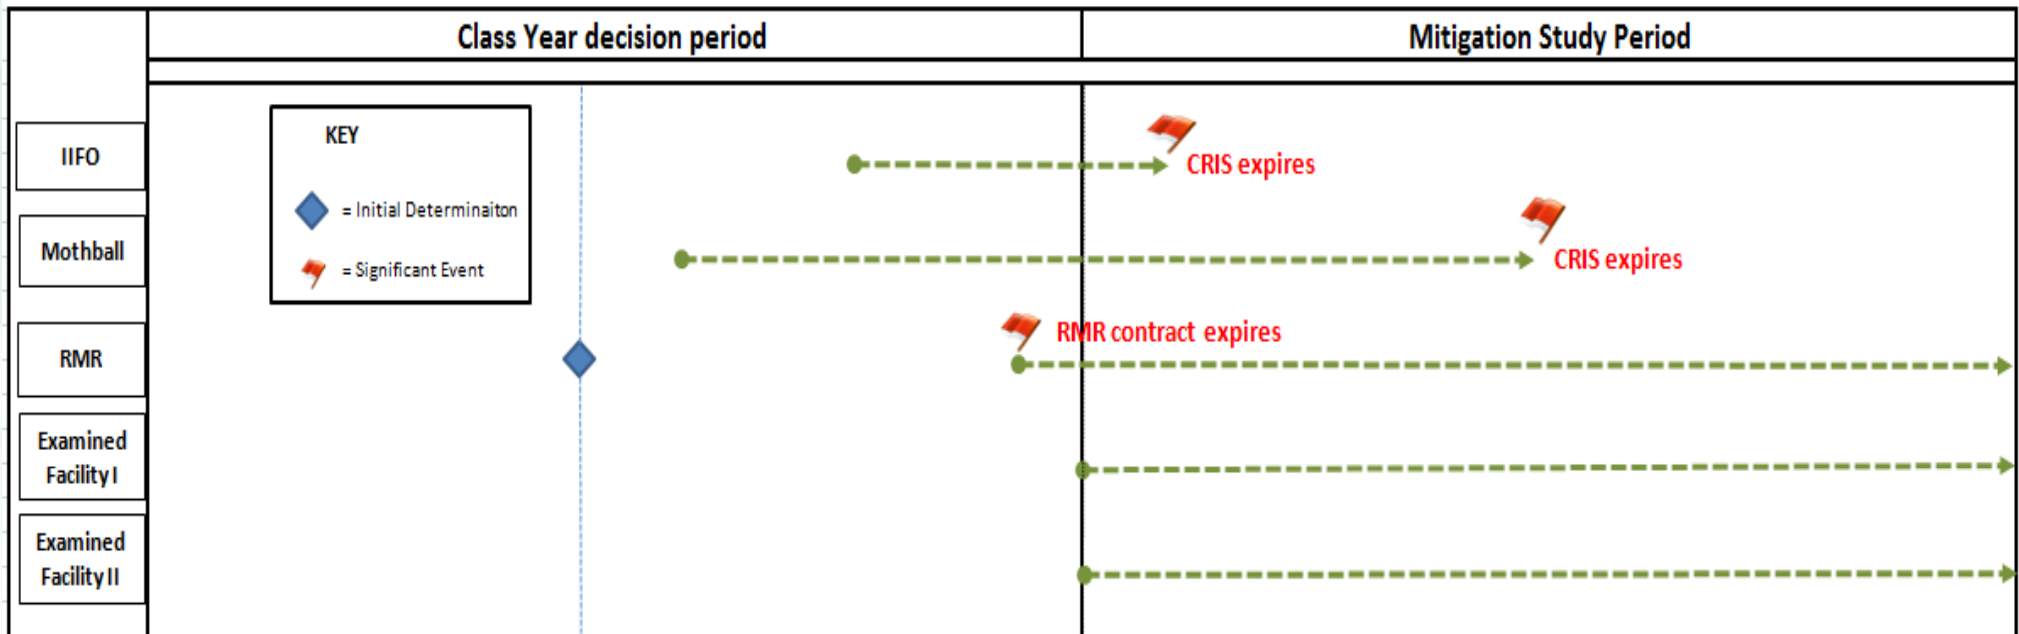 Class Year decision period
Mitigation Study Period
KEY
= Initial Determinaiton
= Significant Event
IIFO
CRIS expires
Mothball
CRIS expires
RMR
RMR contract expires
Examined
Facility I
Examined
Facility II